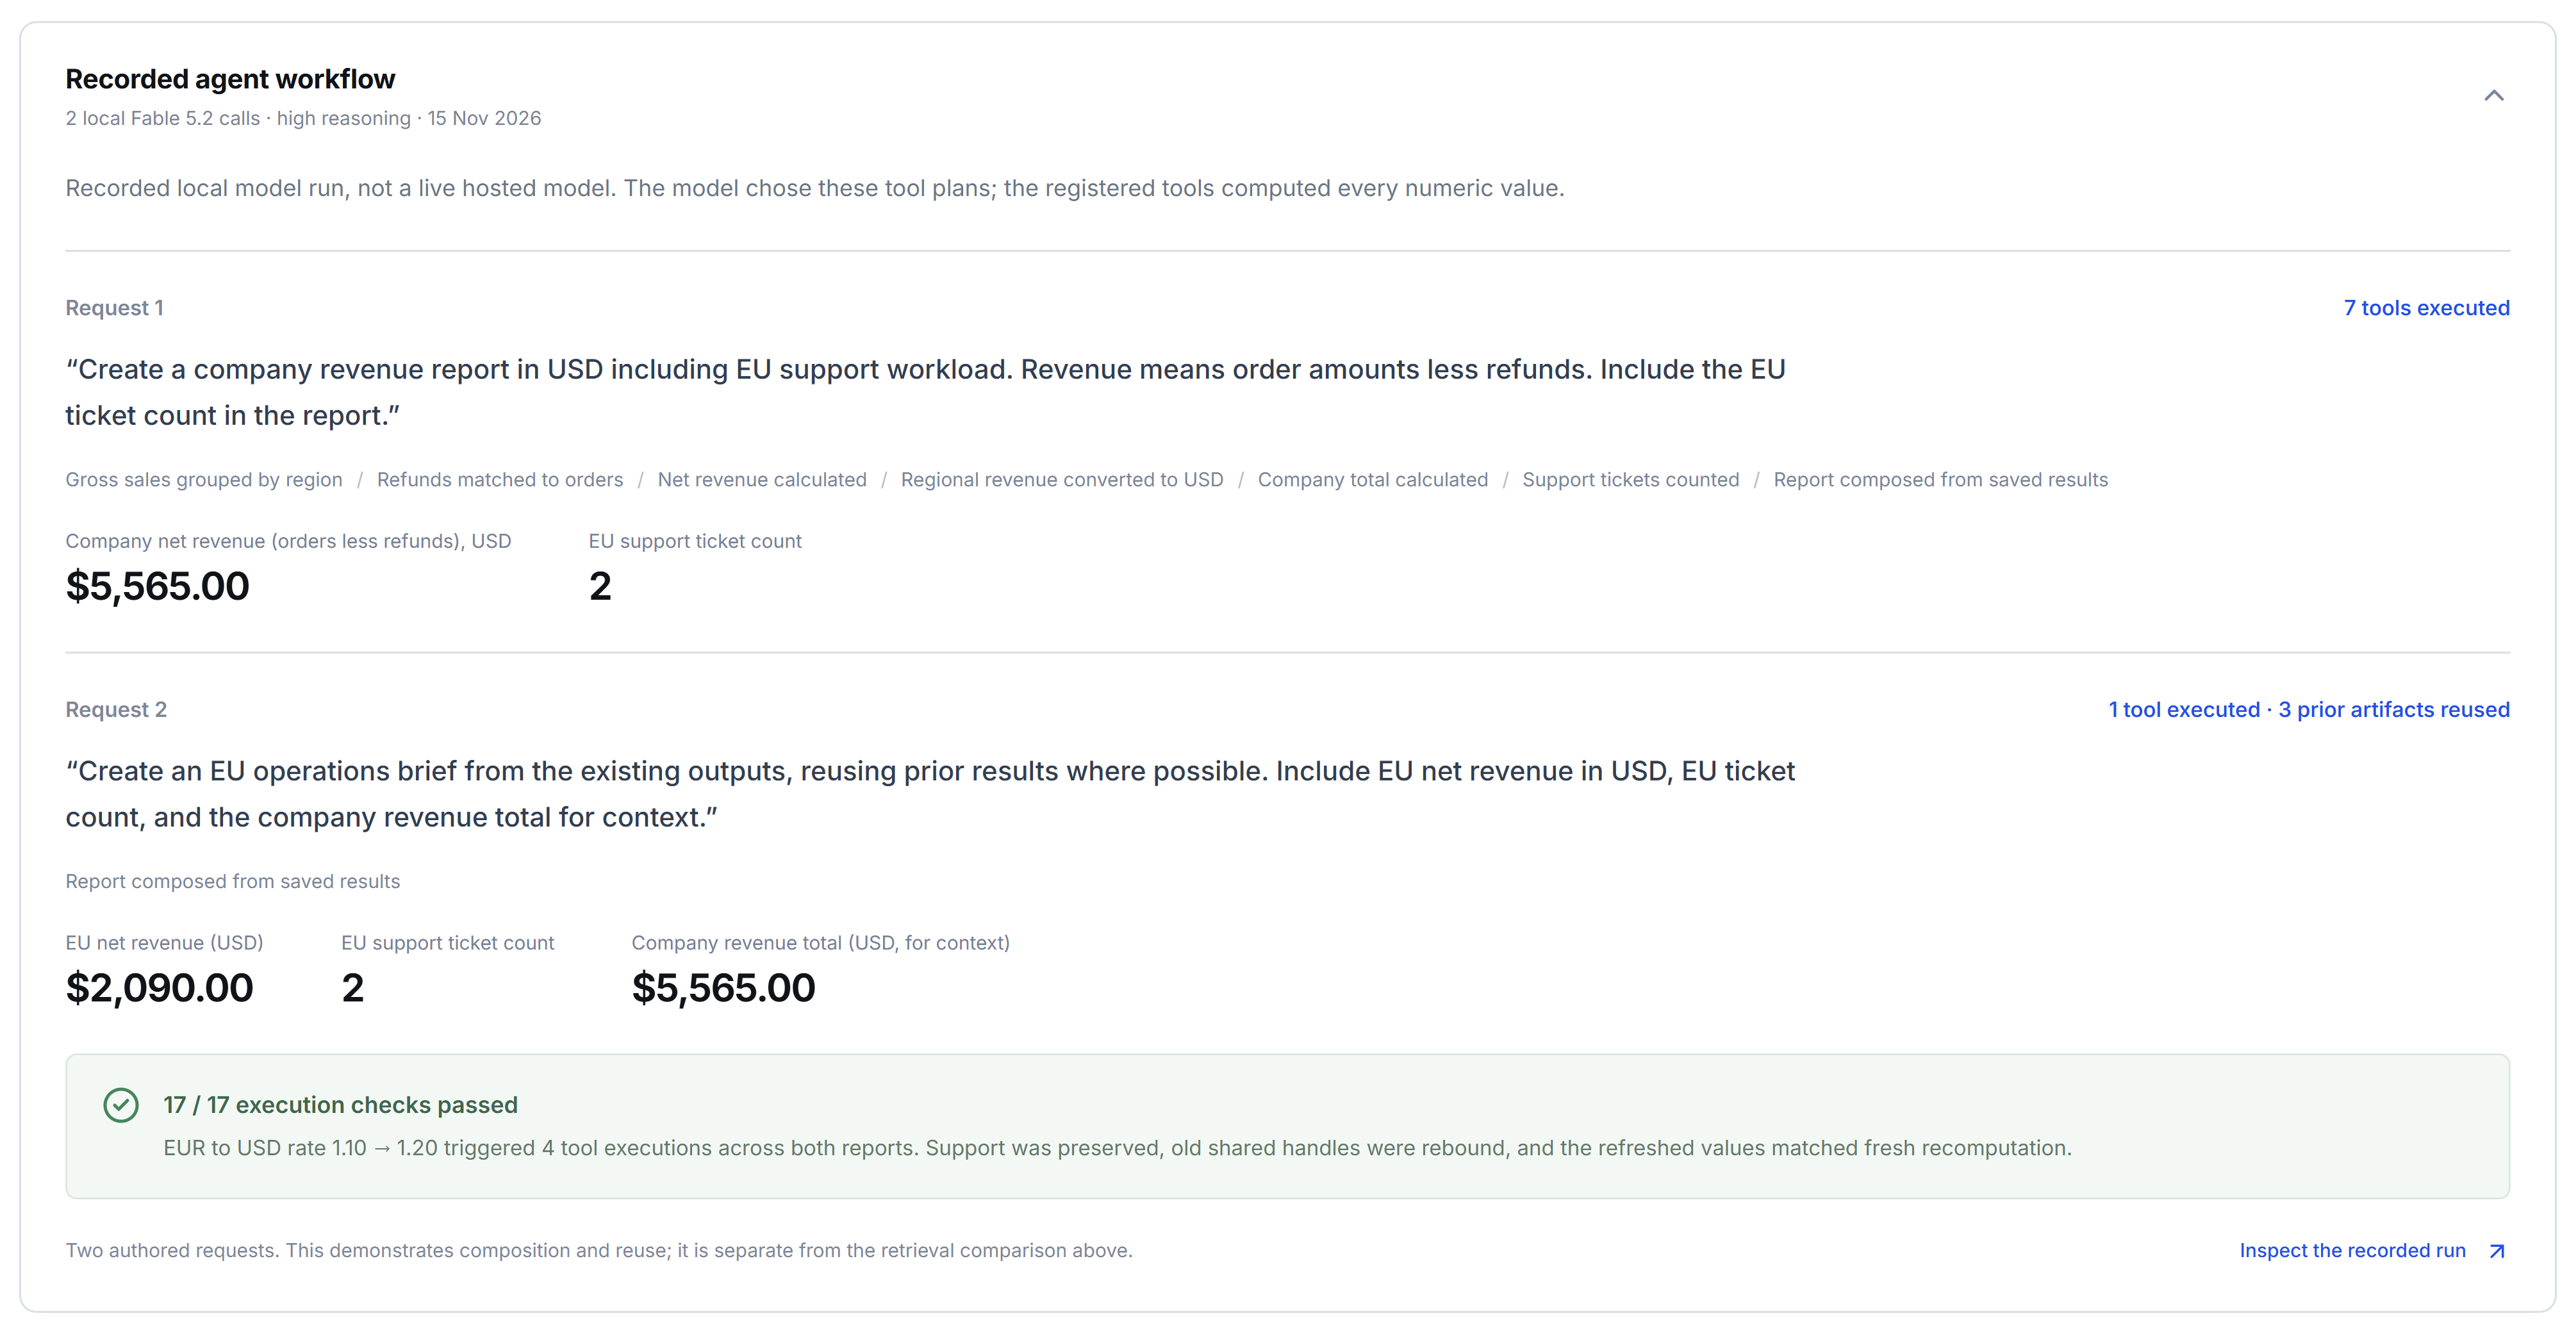 Recorded agent workflow
2 local Fable 5.2 calls · high reasoning · 15 Nov 2026
Recorded local model run, not a live hosted model. The model chose these tool plans; the registered tools computed every numeric value.
Request 1
7 tools executed
“Create a company revenue report in USD including EU support workload. Revenue means order amounts less refunds. Include the EU
ticket count in the report.”
Gross sales grouped by region / Refunds matched to orders / Net revenue calculated / Regional revenue converted to USD / Company total calculated / Support tickets counted / Report composed from saved results
Company net revenue (orders less refunds), USD
$5,565.00
EU support ticket count
2
Request 2
1 tool executed · 3 prior artifacts reused
“Create an EU operations brief from the existing outputs, reusing prior results where possible. Include EU net revenue in USD, EU ticket
count, and the company revenue total for context.”
Report composed from saved results
EU net revenue (USD)
$2,090.00
EU support ticket count
2
Company revenue total (USD, for context)
$5,565.00
17 / 17 execution checks passed
EUR to USD rate 1.10 → 1.20 triggered 4 tool executions across both reports. Support was preserved, old shared handles were rebound, and the refreshed values matched fresh recomputation.
Two authored requests. This demonstrates composition and reuse; it is separate from the retrieval comparison above.
Inspect the recorded run